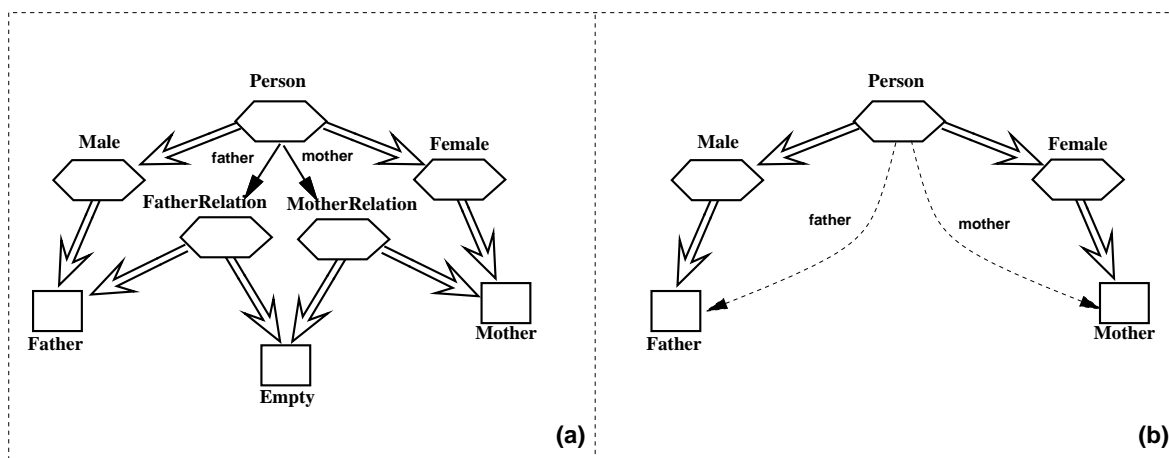 Person
Male
Female
father
mother
FatherRelation
MotherRelation
Father
Mother
Empty
(a)
Person
Male
Female
father
mother
Father
Mother
(b)